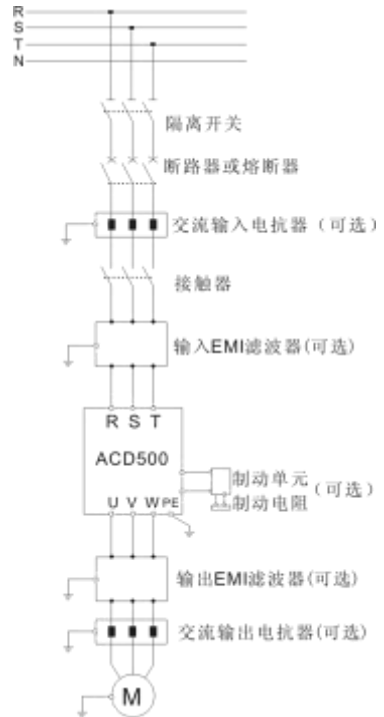 R
S
T
N
隔离开关
断路器或熔断器
交流输入电抗器（可选）
接触器
输入EMI滤波器(可选)
R S T
ACD500
U V W PE
制动单元
制动电阻
（可选）
输出EMI滤波器(可选)
交流输出电抗器(可选)
M